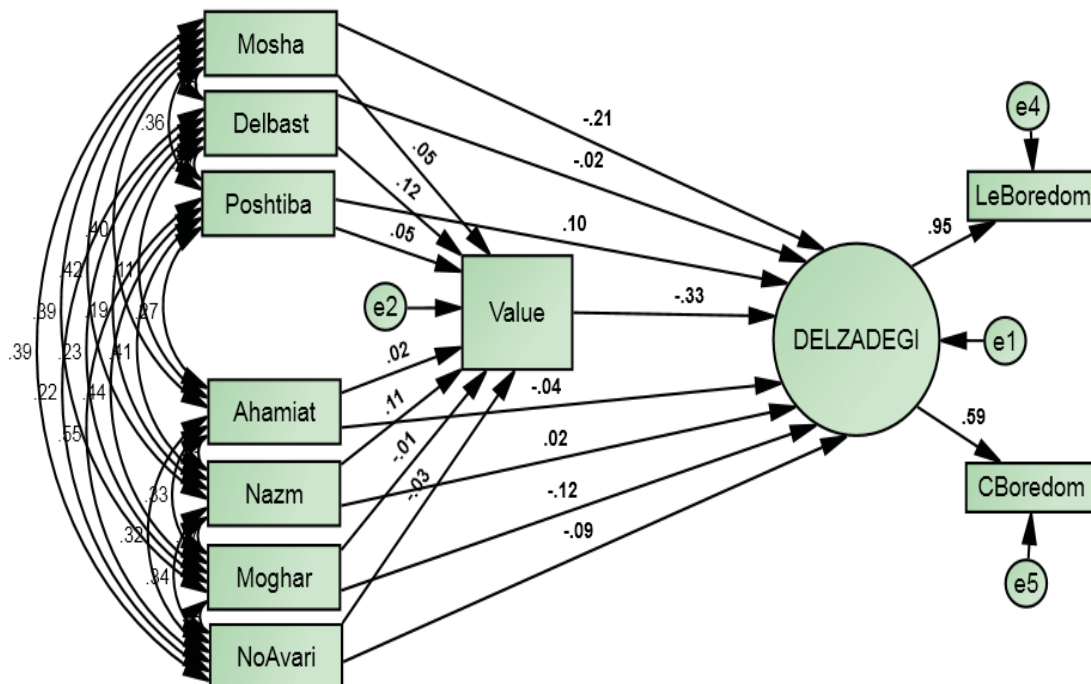 Mosha
Delbast
Poshtiba
Ahamiat
Nazm
Moghar
NoAvari
Value
DELZADEGI
LeBoredom
CBoredom
e4
e1
e5
e2
-.21
-.02
.05
.12
.05
.10
-.33
.95
.59
.02
-.04
.11
.02
-.01
-.03
-.12
-.09
.36
.40
.42
.11
.39
.19
.27
.39
.23
.41
.22
.44
.55
.33
.32
.34